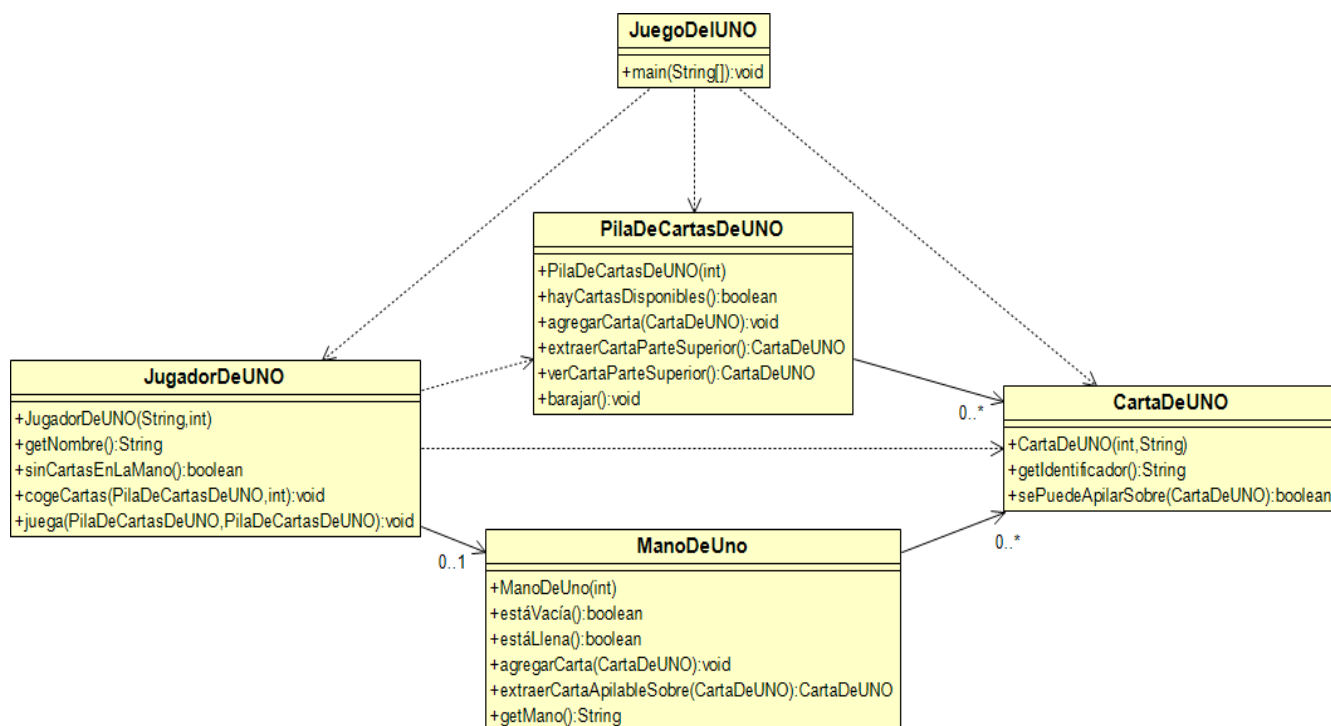 JuegoDelUNO
+main(String[]):void
PilaDeCartasDeUNO
+PilaDeCartasDeUNO(int)
+hayCartasDisponibles():boolean
+agregarCarta(CartaDeUNO):void
+extraerCartaParteSuperior():CartaDeUNO
+verCartaParteSuperior():CartaDeUNO
+barajar():void
0..*
JugadorDeUNO
+JugadorDeUNO(String,int)
+getNombre():String
+sinCartasEnLaMano():boolean
+cogeCartas(PilaDeCartasDeUNO,int):void
+juega(PilaDeCartasDeUNO,PilaDeCartasDeUNO):void
0..1
CartaDeUNO
+CartaDeUNO(int,String)
+getIdentificador():String
+sePuedeApilarSobre(CartaDeUNO):boolean
0..*
ManoDeUno
+ManoDeUno(int)
+estáVacía():boolean
+estáLlena():boolean
+agregarCarta(CartaDeUNO):void
+extraerCartaApilableSobre(CartaDeUNO):CartaDeUNO
+getMano():String